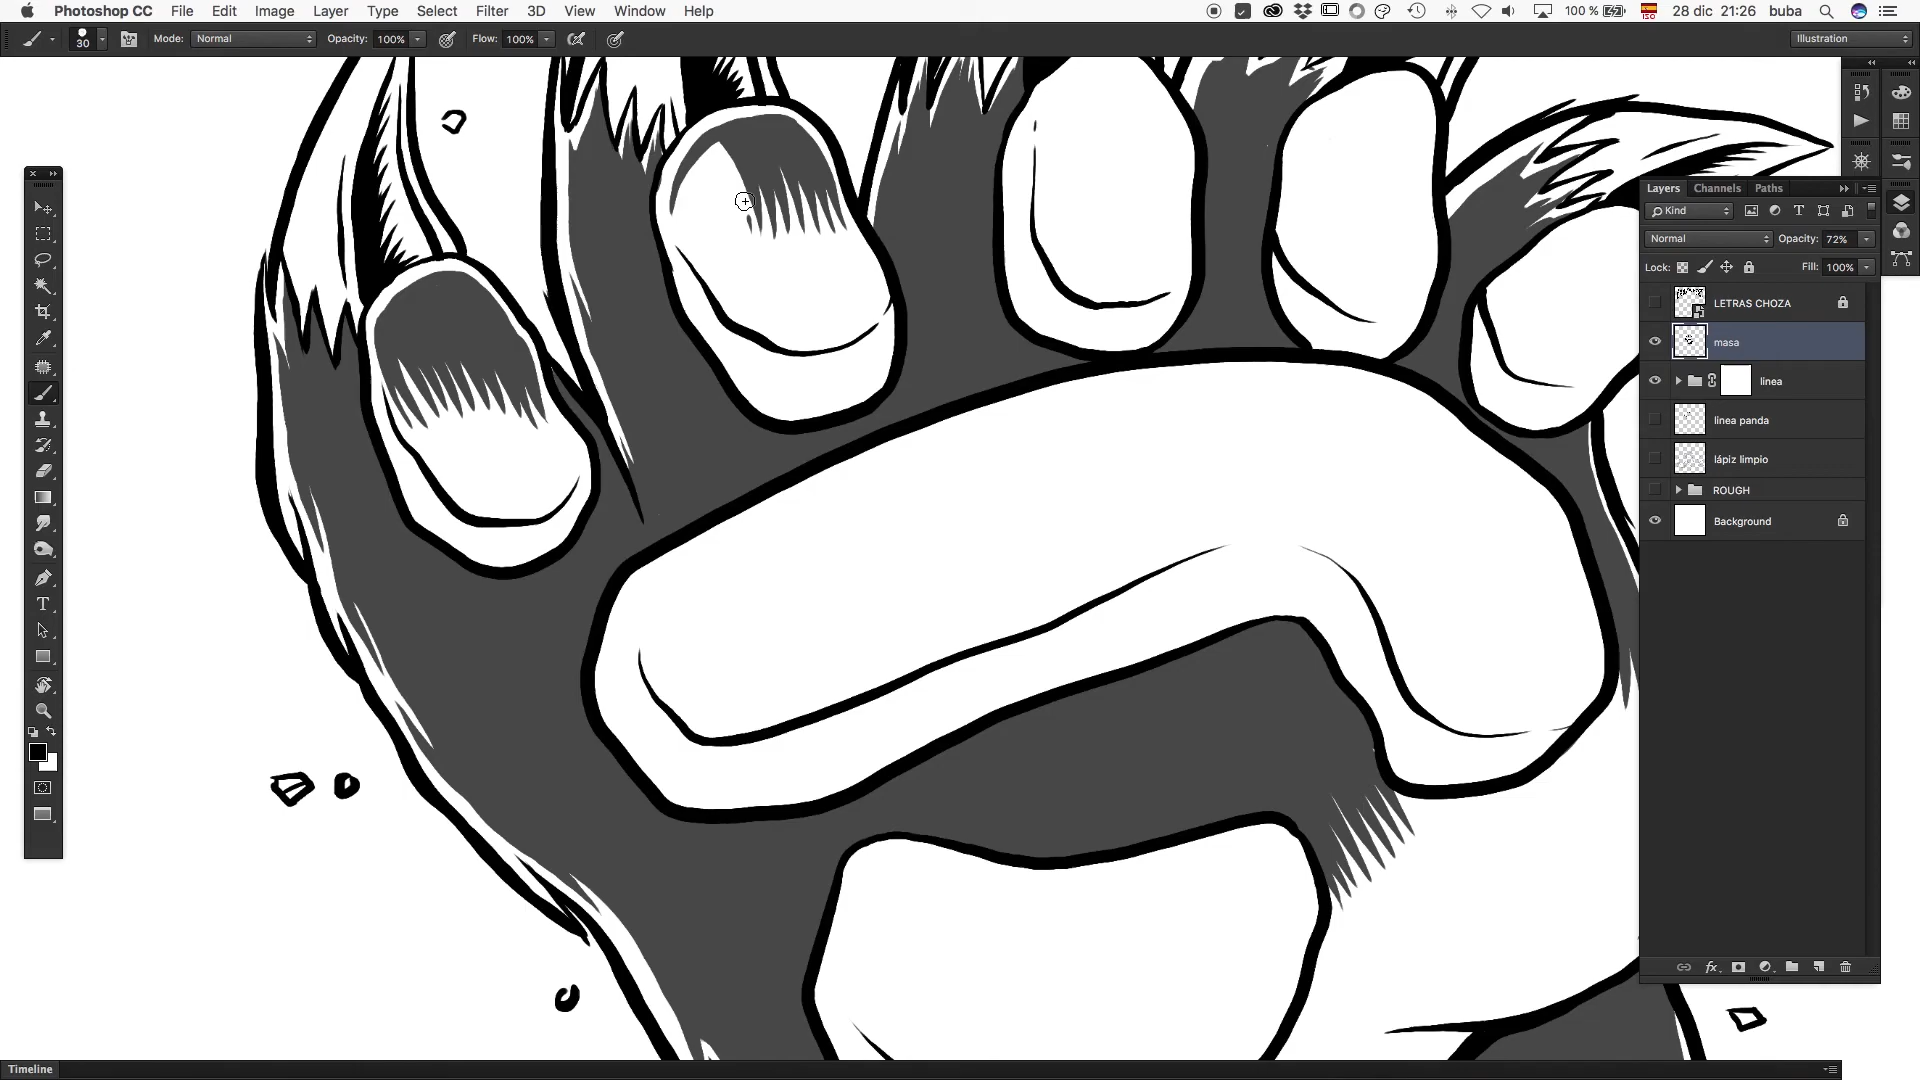 Photoshop CC File Edit Image Layer Type Select Filter 3D View Window Help 100 % ISO 28 dic 21:26 buba
30 Mode: Normal Opacity: 100% Flow: 100% Illustration
Layers Channels Paths
Kind
Normal Opacity: 72%
Lock: Fill: 100%
LETRAS CHOZA
masa
linea
linea panda
lápiz limpio
ROUGH
Background
Timeline